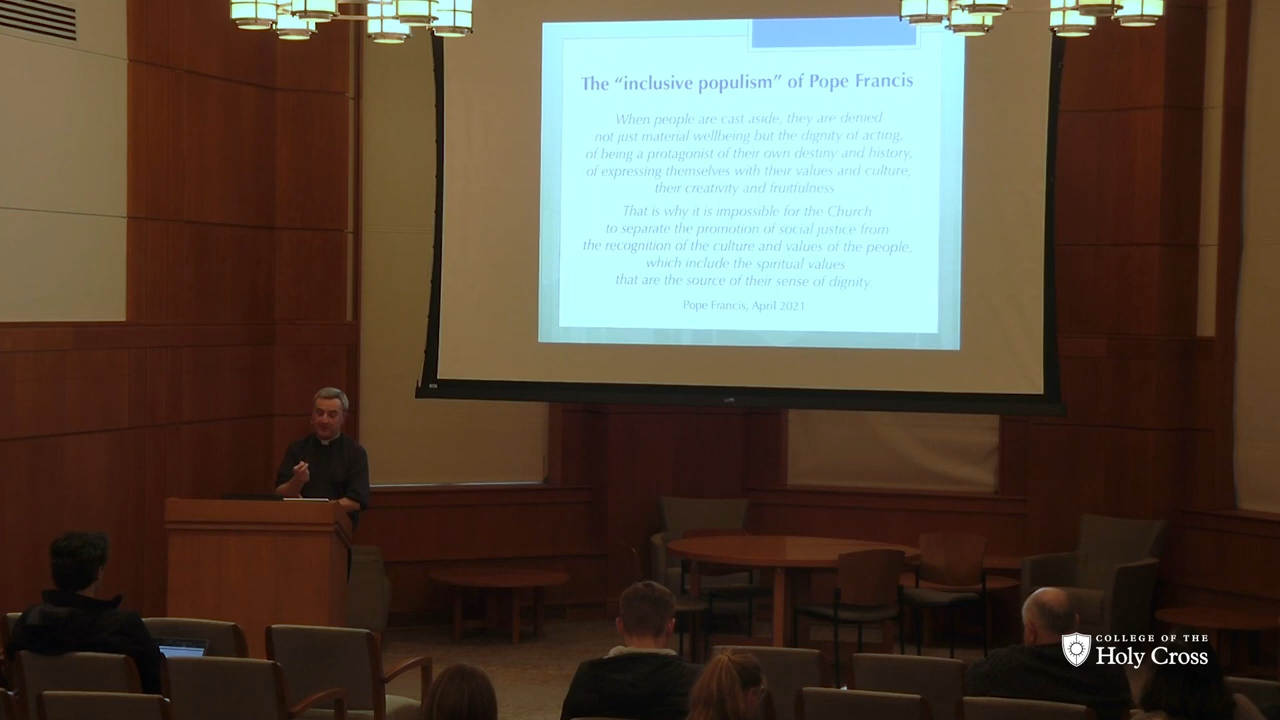 The “inclusive populism” of Pope Francis
When people are cast aside, they are denied
not just material wellbeing but the dignity of acting,
of being a protagonist of their own destiny and history,
of expressing themselves with their values and culture,
their creativity and fruitfulness
That is why it is impossible for the Church
to separate the promotion of social justice from
the recognition of the culture and values of the people,
which include the spiritual values
that are the source of their sense of dignity.
Pope Francis, April 2021
COLLEGE OF THE
Holy Cross